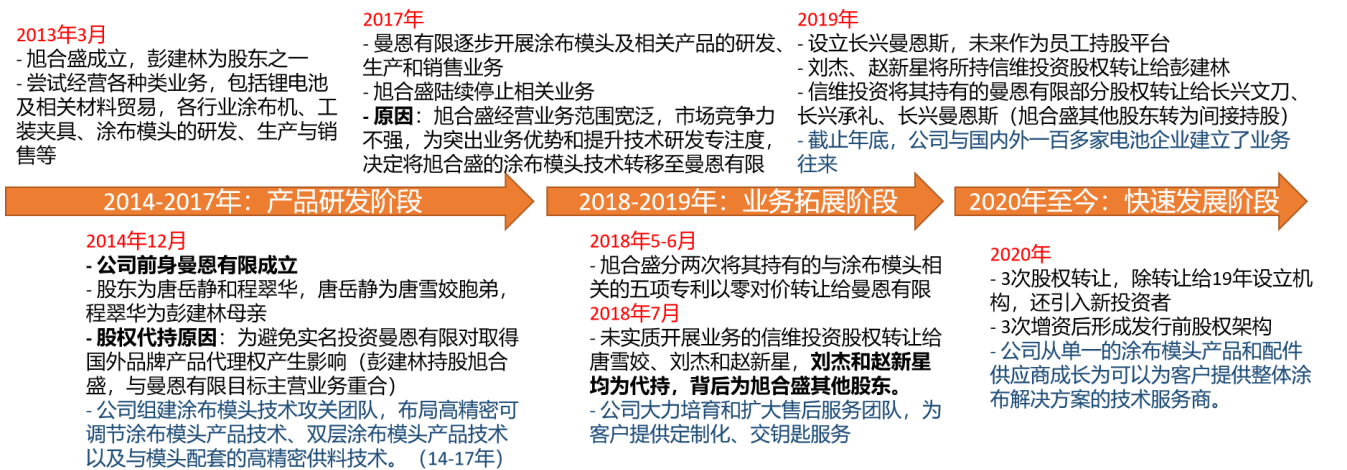 2013年3月
- 旭合盛成立，彭建林为股东之一
- 尝试经营各种类业务，包括锂电池
及相关材料贸易，各行业涂布机、工
装夹具、涂布模头的研发、生产与销
售等
2017年
- 曼恩有限逐步开展涂布模头及相关产品的研发、
生产和销售业务
- 旭合盛陆续停止相关业务
- 原因：旭合盛经营业务范围宽泛，市场竞争力
不强，为突出业务优势和提升技术研发专注度，
决定将旭合盛的涂布模头技术转移至曼恩有限
2019年
- 设立长兴曼恩斯，未来作为员工持股平台
- 刘杰、赵新星将所持信维投资股权转让给彭建林
- 信维投资将其持有的曼恩有限部分股权转让给长兴文刀、
长兴承礼、长兴曼恩斯（旭合盛其他股东转为间接持股）
- 截止年底，公司与国内外一百多家电池企业建立了业务
往来
2014-2017年：产品研发阶段
2018-2019年：业务拓展阶段
2020年至今：快速发展阶段
2014年12月
- 公司前身曼恩有限成立
- 股东为唐岳静和程翠华，唐岳静为唐雪姣胞弟，
程翠华为彭建林母亲
- 股权代持原因：为避免实名投资曼恩有限对取得
国外品牌产品代理权产生影响（彭建林持股旭合
盛，与曼恩有限目标主营业务重合）
- 公司组建涂布模头技术攻关团队，布局高精密可
调节涂布模头产品技术、双层涂布模头产品技术
以及与模头配套的高精密供料技术。（14-17年）
2018年5-6月
- 旭合盛分两次将其持有的与涂布模头相
关的五项专利以零对价转让给曼恩有限
2018年7月
- 未实质开展业务的信维投资股权转让给
唐雪姣、刘杰和赵新星，刘杰和赵新星
均为代持，背后为旭合盛其他股东。
- 公司大力培育和扩大售后服务团队，为
客户提供定制化、交钥匙服务
2020年
- 3次股权转让，除转让给19年设立机
构，还引入新投资者
- 3次增资后形成发行前股权架构
- 公司从单一的涂布模头产品和配件
供应商成长为可以为客户提供整体涂
布解决方案的技术服务商。